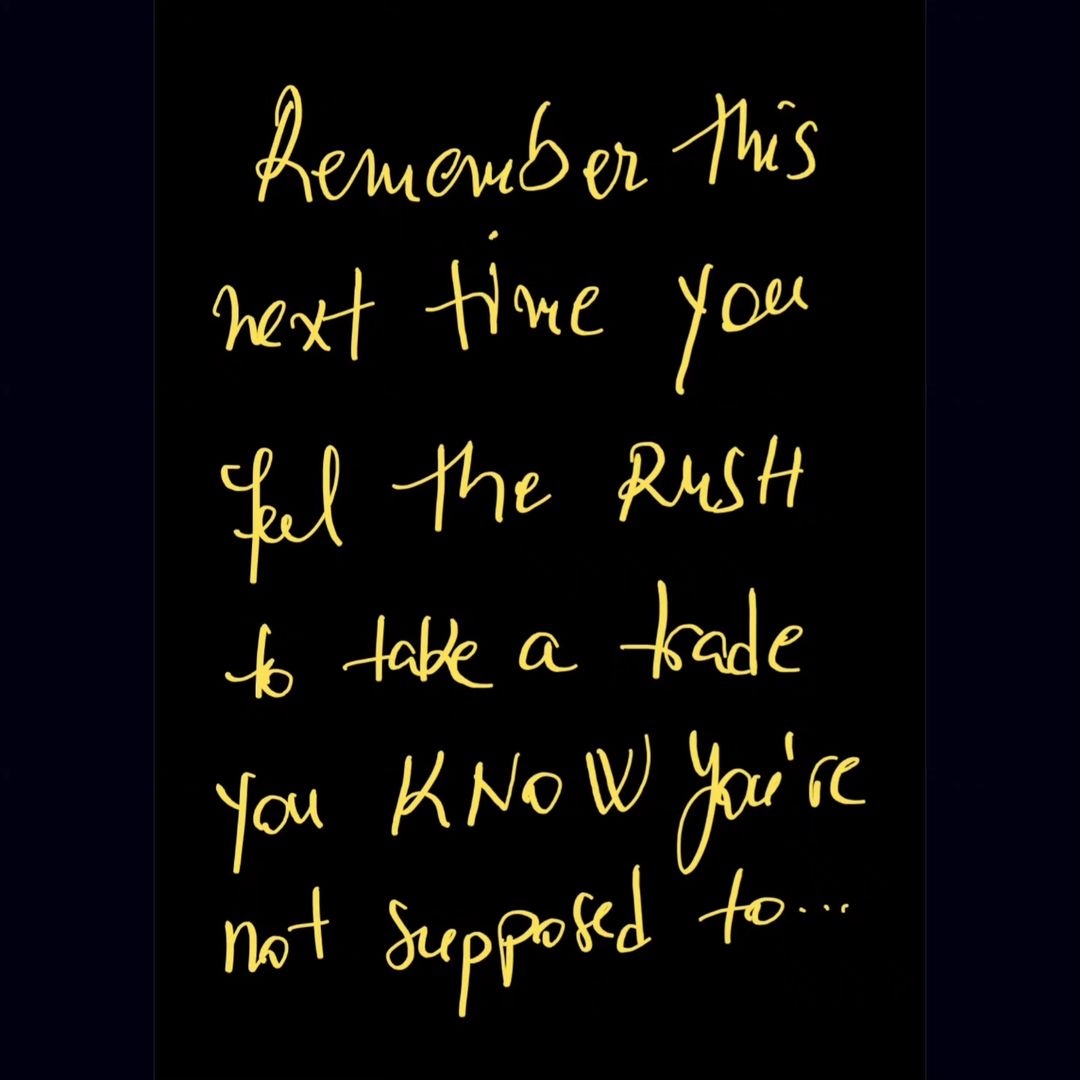 Remember this
next time you
feel the RUSH
to take a trade
you KNOW you're
not supposed to...